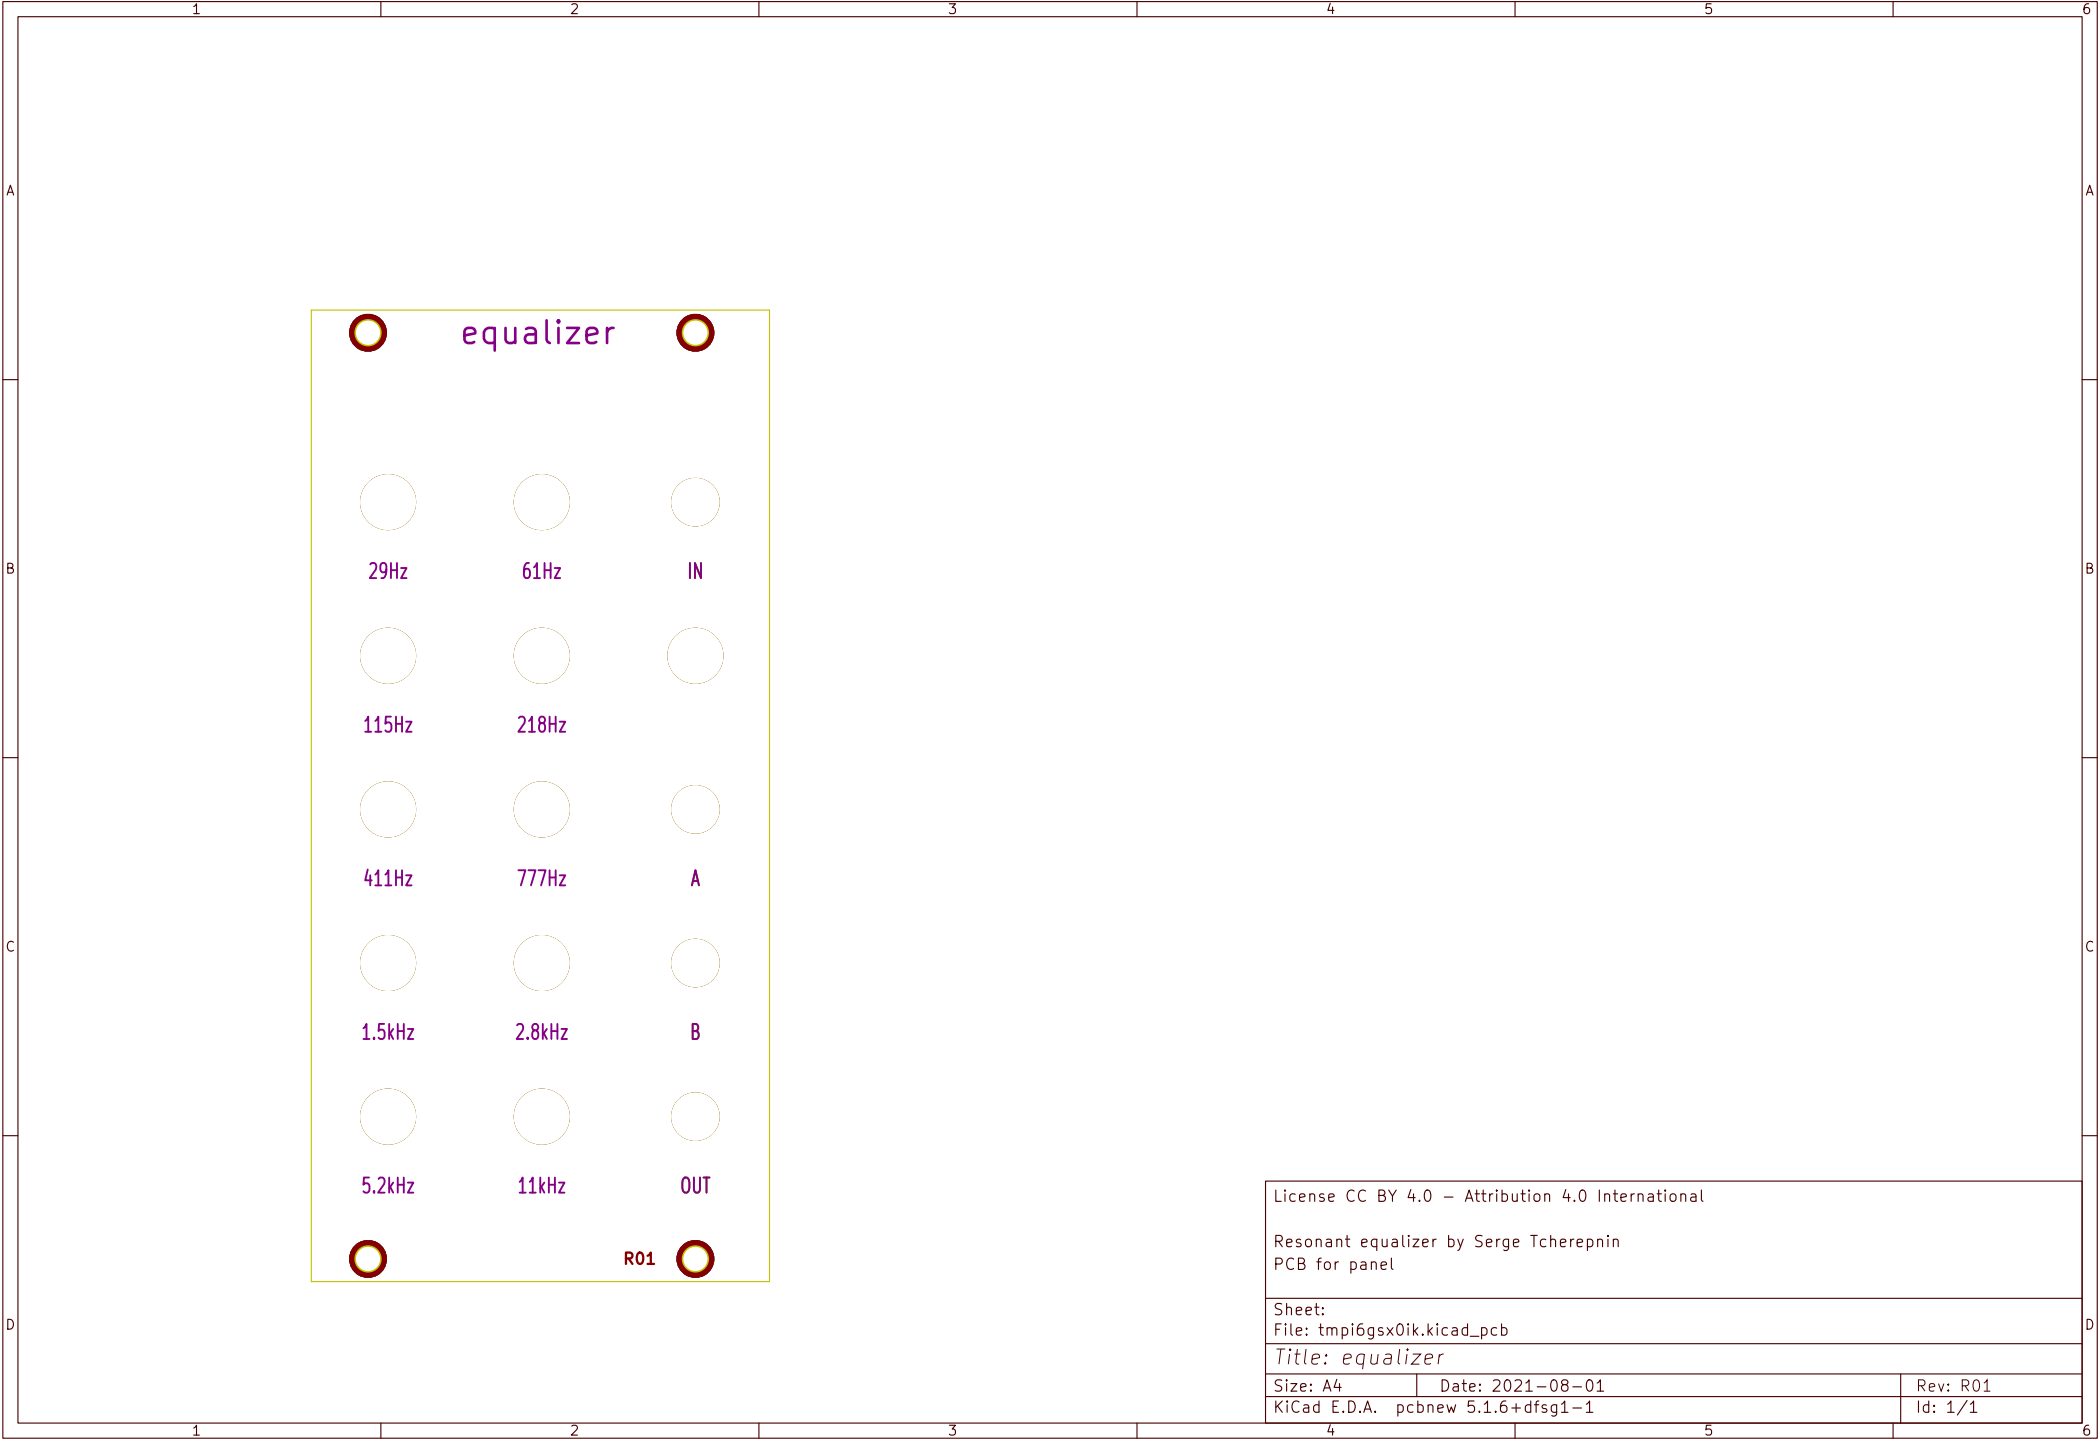 1 2 3 4 5 6
A A
equalizer
B B
29Hz 61Hz IN
115Hz 218Hz
411Hz 777Hz A
C C
1.5kHz 2.8kHz B
5.2kHz 11kHz OUT
R01
License CC BY 4.0 - Attribution 4.0 International
Resonant equalizer by Serge Tcherepnin
PCB for panel
Sheet:
File: tmpi6gsx0ik.kicad_pcb
D D
Title: equalizer
Size: A4 Date: 2021-08-01 Rev: R01
KiCad E.D.A. pcbnew 5.1.6+dfsg1-1 Id: 1/1
1 2 3 4 5 6